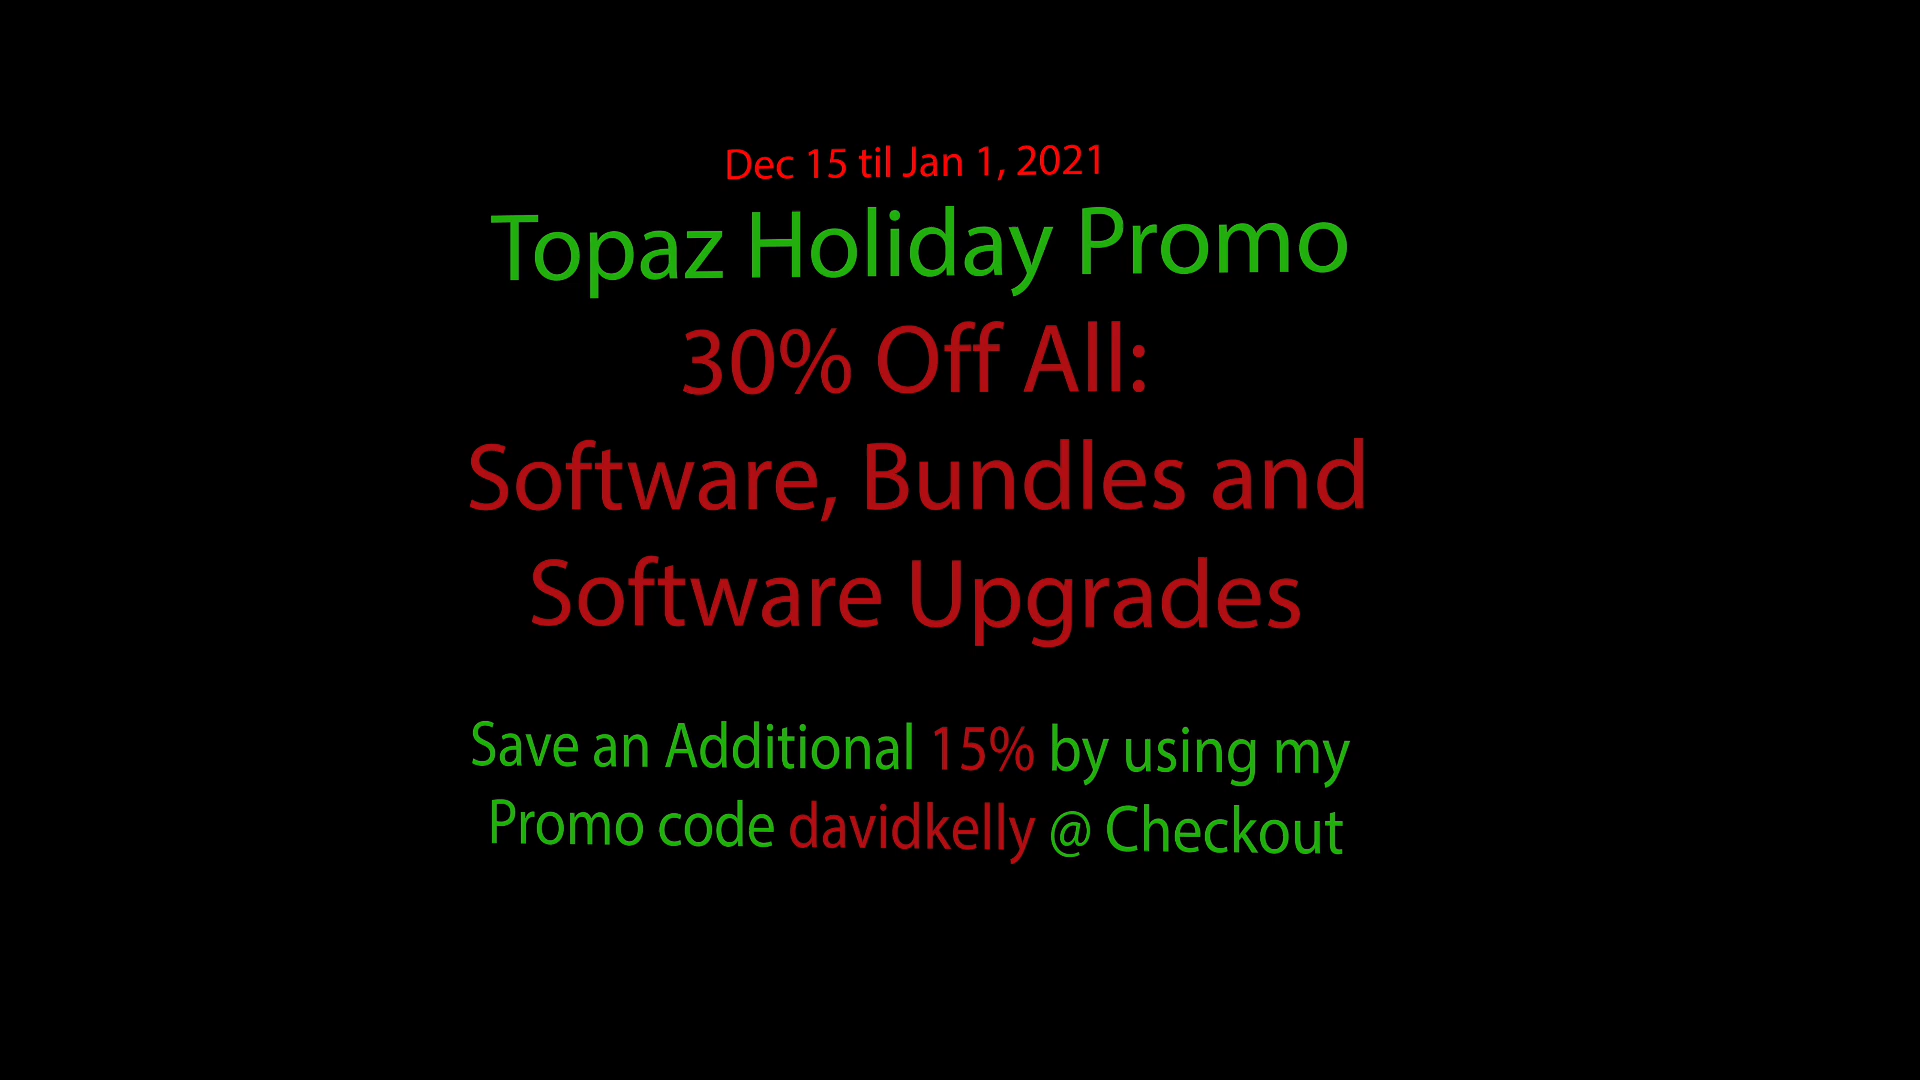 Dec 15 til Jan 1, 2021
Topaz Holiday Promo
30% Off All:
Software, Bundles and
Software Upgrades
Save an Additional 15% by using my
Promo code davidkelly @ Checkout